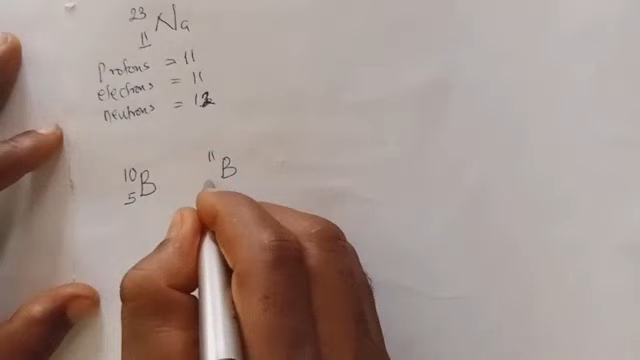 23
11 Na
Protons = 11
electrons = 11
neutrons = 12
10 11
5 B B